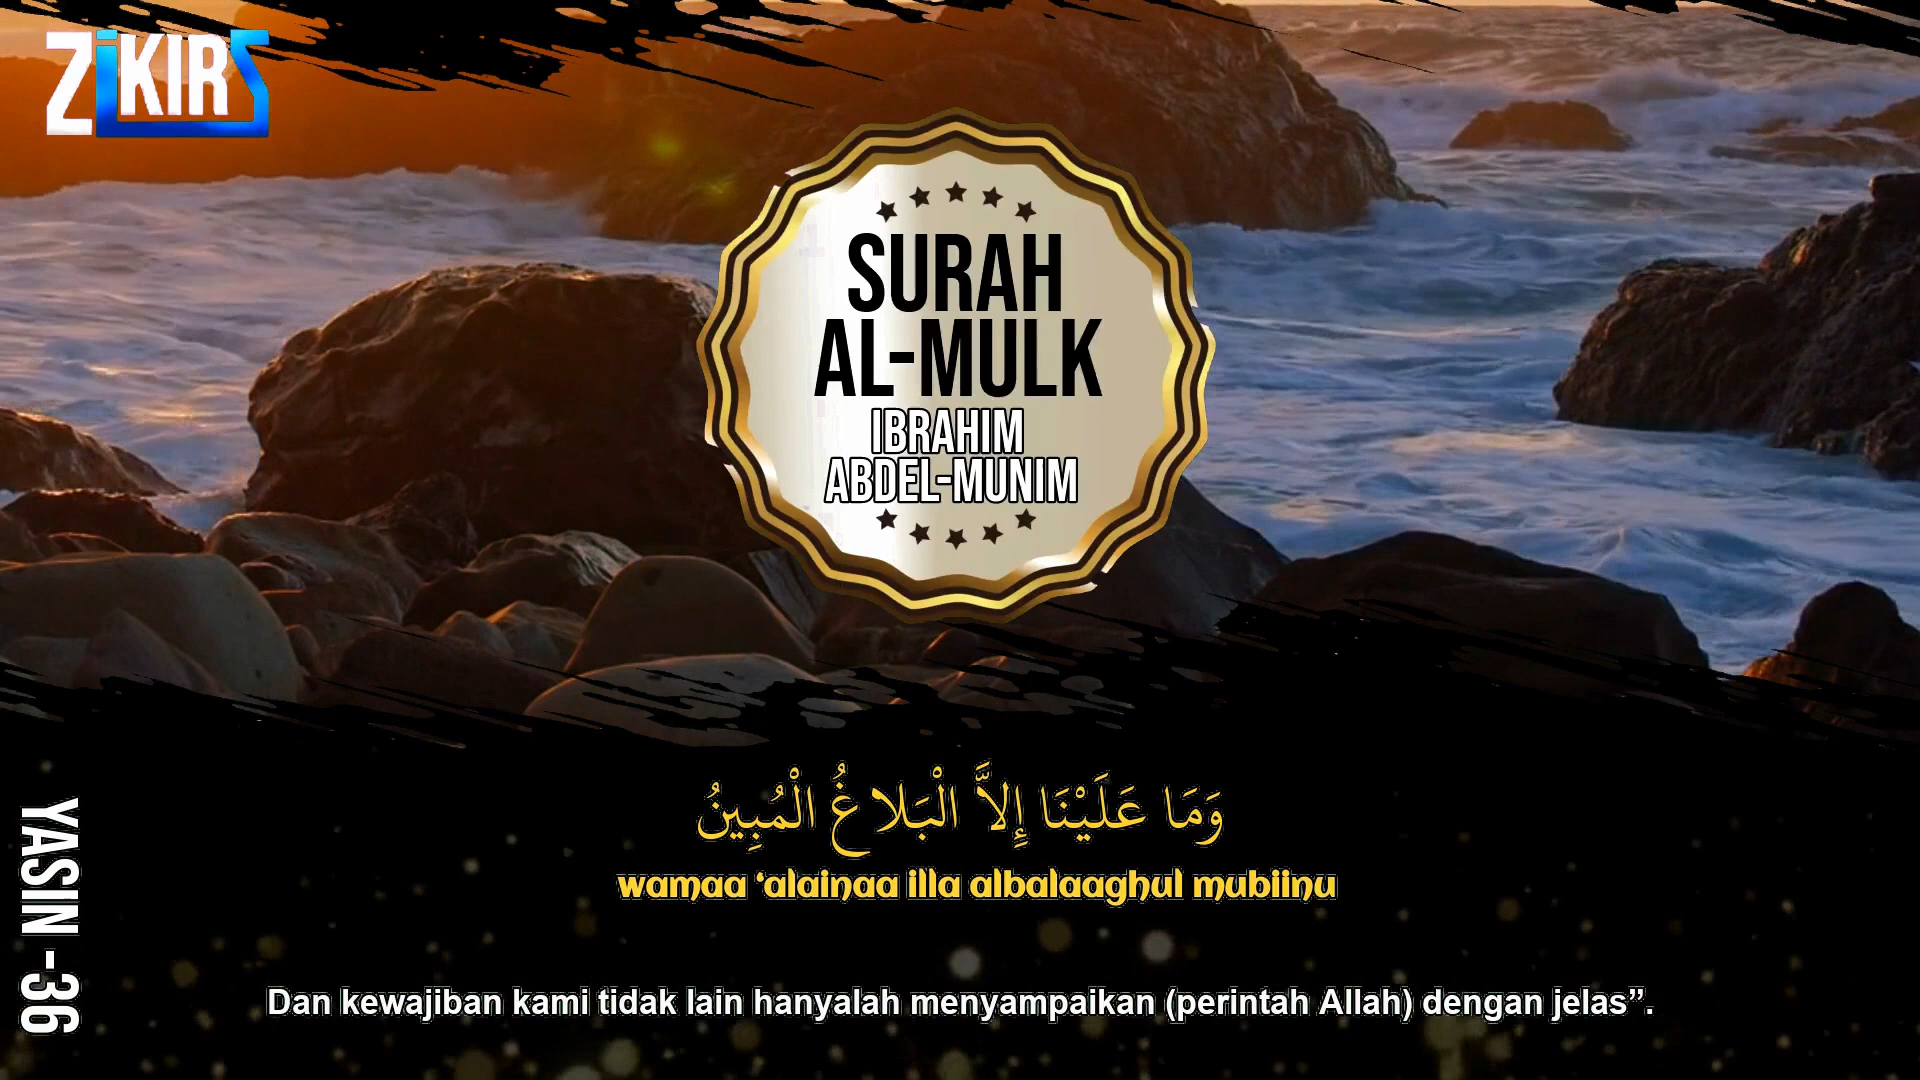 ZiKIRS
SURAH
AL-MULK
IBRAHIM
ABDEL-MUNIM
وَمَا عَلَيْنَا إِلاَّ الْبَلاغُ الْمُبِينُ
wamaa ‘alainaa illa albalaaghul mubiinu
Dan kewajiban kami tidak lain hanyalah menyampaikan (perintah Allah) dengan jelas”.
YASIN -36